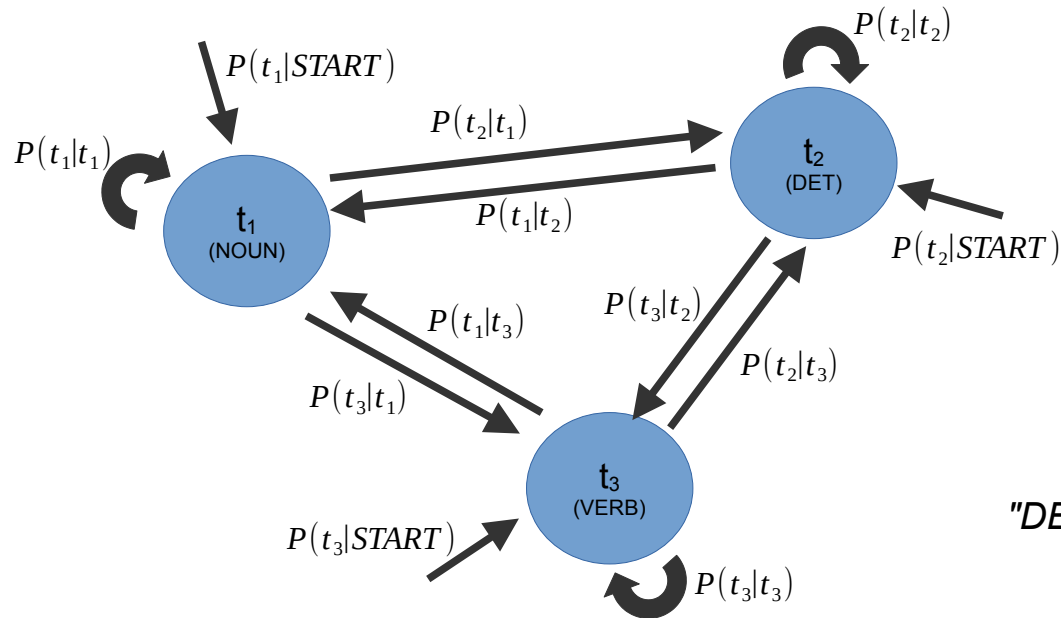 P(t₂|t₂)
P(t₁|START)
P(t₂|t₁)
P(t₁|t₁)
t₂
(DET)
P(t₁|t₂)
t₁
(NOUN)
P(t₂|START)
P(t₃|t₂)
P(t₁|t₃)
P(t₂|t₃)
P(t₃|t₁)
t₃
(VERB)
"DE
P(t₃|START)
P(t₃|t₃)